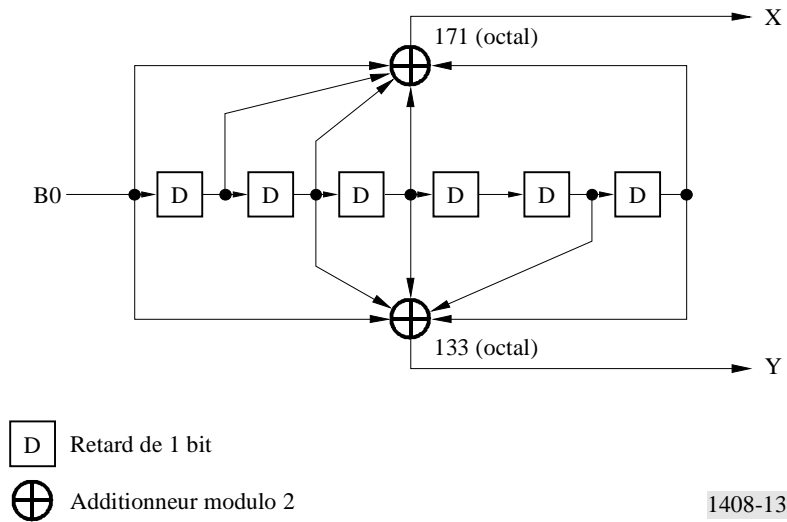 X
171 (octal)
B0
D D D D D D
133 (octal)
Y
D Retard de 1 bit
Additionneur modulo 2
1408-13